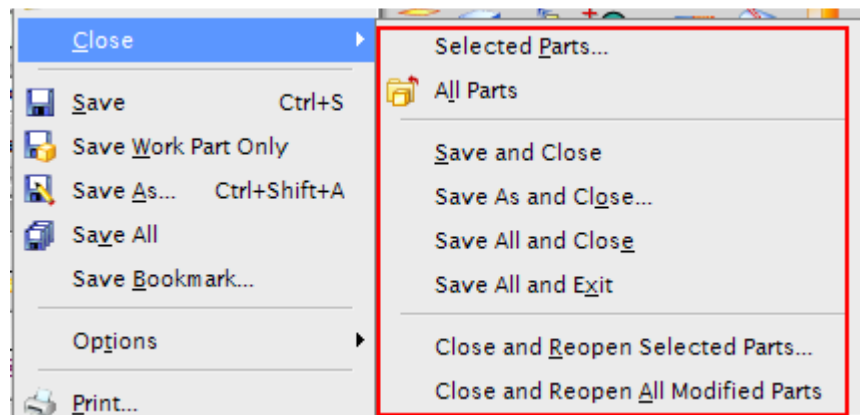 Close
Save Ctrl+S
Save Work Part Only
Save As... Ctrl+Shift+A
Save All
Save Bookmark...
Options
Print...
Selected Parts...
All Parts
Save and Close
Save As and Close...
Save All and Close
Save All and Exit
Close and Reopen Selected Parts...
Close and Reopen All Modified Parts